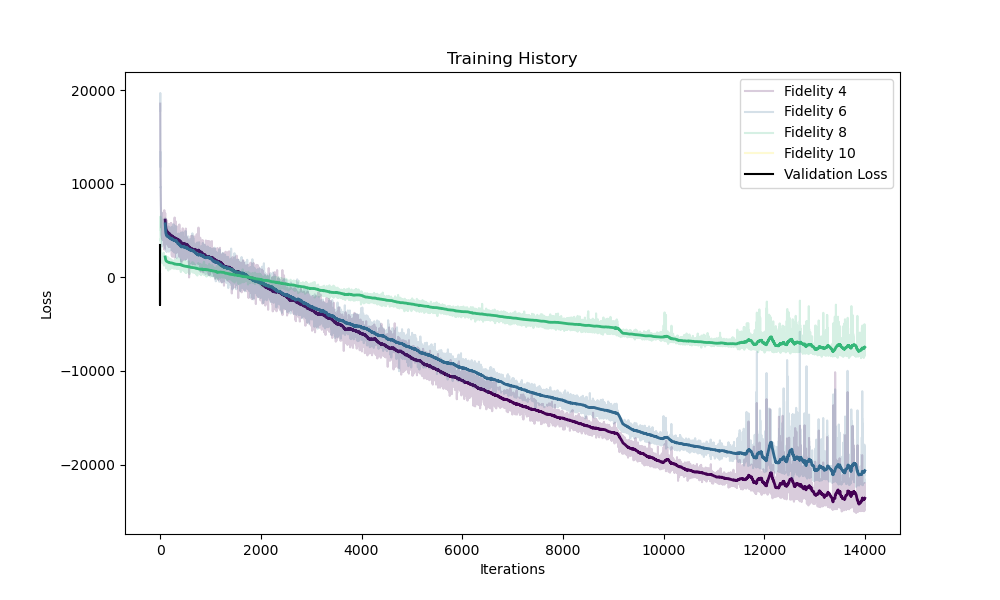 Training History
Fidelity 4
Fidelity 6
Fidelity 8
Fidelity 10
Validation Loss
20000
10000
0
−10000
−20000
Loss
0 2000 4000 6000 8000 10000 12000 14000
Iterations